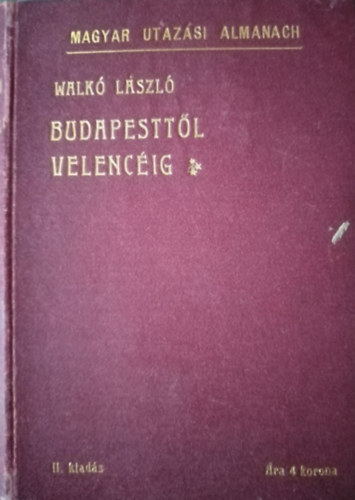 MAGYAR UTAZÁSI ALMANACH
WALKÓ LÁSZLÓ
BUDAPESTTŐL
VELENCÉIG
II. kiadás
Ára 4 korona